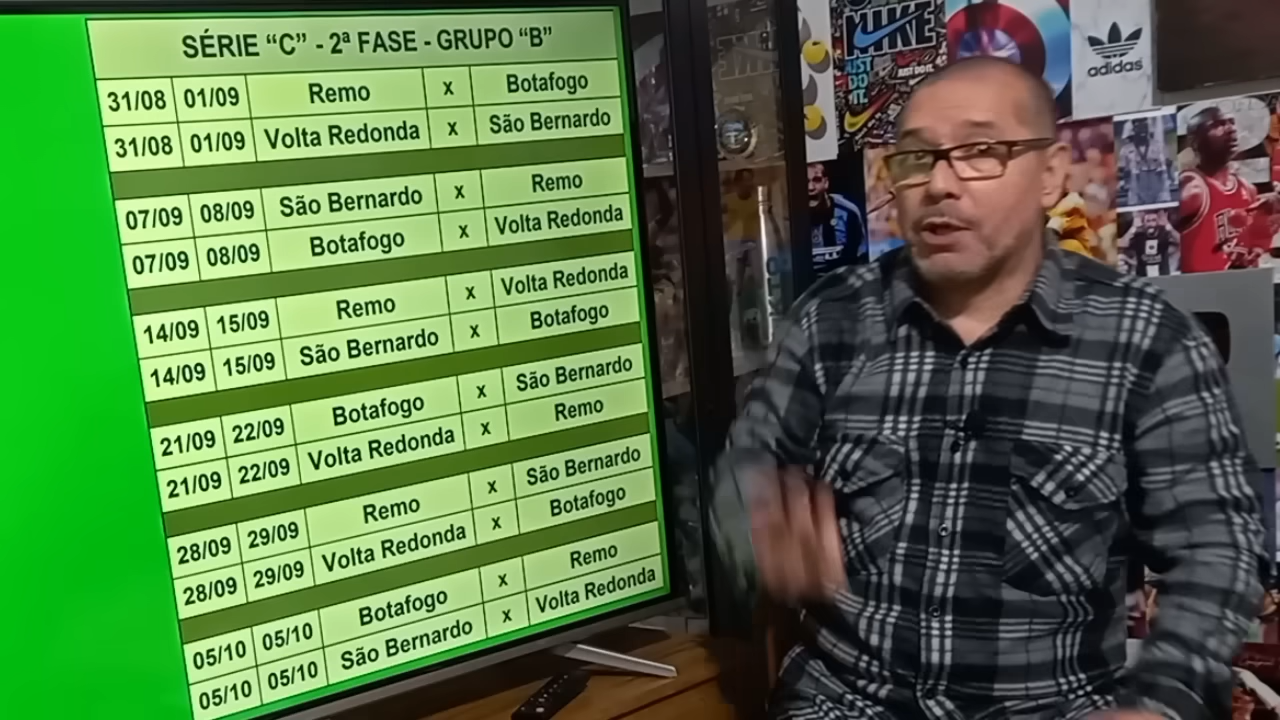 SÉRIE “C” - 2ª FASE - GRUPO “B”
31/08 01/09 Remo x Botafogo
31/08 01/09 Volta Redonda x São Bernardo
07/09 08/09 São Bernardo x Remo
07/09 08/09 Botafogo x Volta Redonda
14/09 15/09 Remo x Volta Redonda
14/09 15/09 São Bernardo x Botafogo
21/09 22/09 Botafogo x São Bernardo
21/09 22/09 Volta Redonda x Remo
28/09 29/09 Remo x São Bernardo
28/09 29/09 Volta Redonda x Botafogo
05/10 05/10 Botafogo x Remo
05/10 05/10 São Bernardo x Volta Redonda
NIKE
JUST
DO
IT.
JUST DO IT.
adidas